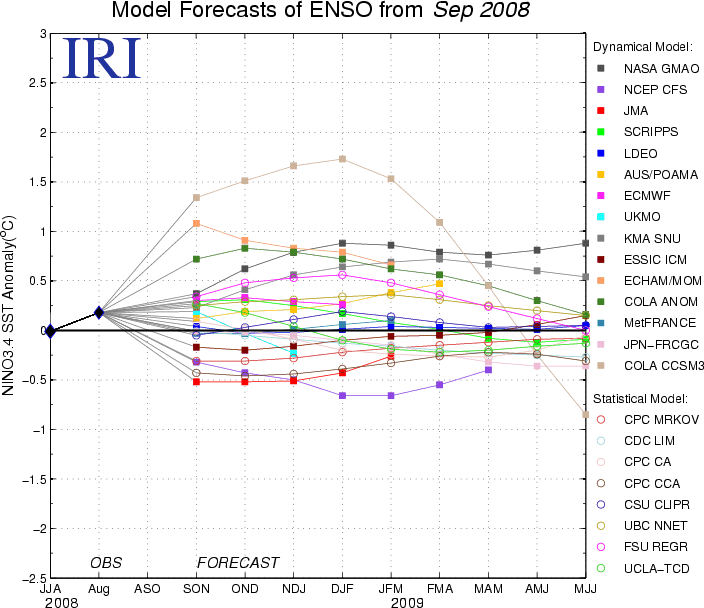 Model Forecasts of ENSO from Sep 2008
IRI
NINO3.4 SST Anomaly(°C)
3
2.5
2
1.5
1
0.5
0
−0.5
−1
−1.5
−2
−2.5
OBS FORECAST
JJA Aug ASO SON OND NDJ DJF JFM FMA MAM AMJ MJJ
2008 2009
Dynamical Model:
NASA GMAO
NCEP CFS
JMA
SCRIPPS
LDEO
AUS/POAMA
ECMWF
UKMO
KMA SNU
ESSIC ICM
ECHAM/MOM
COLA ANOM
MetFRANCE
JPN−FRCGC
COLA CCSM3
Statistical Model:
CPC MRKOV
CDC LIM
CPC CA
CPC CCA
CSU CLIPR
UBC NNET
FSU REGR
UCLA−TCD